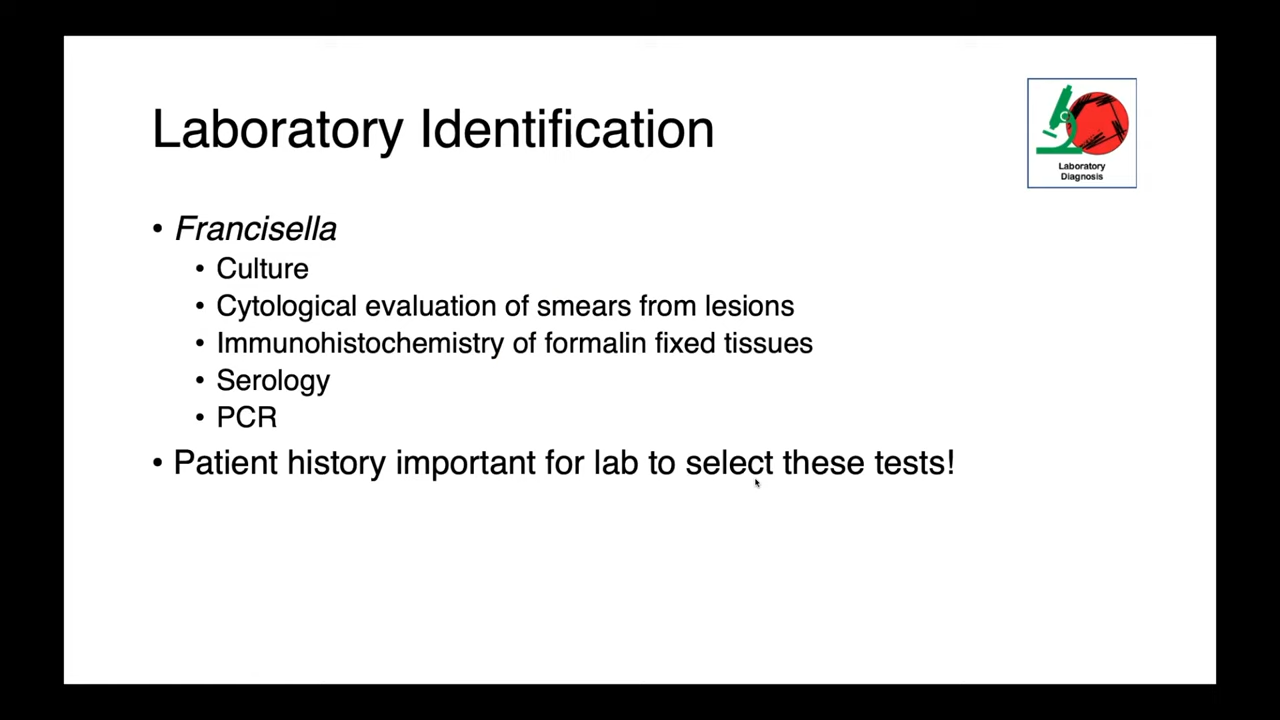 Laboratory Identification
Laboratory
Diagnosis
• Francisella
• Culture
• Cytological evaluation of smears from lesions
• Immunohistochemistry of formalin fixed tissues
• Serology
• PCR
• Patient history important for lab to select these tests!